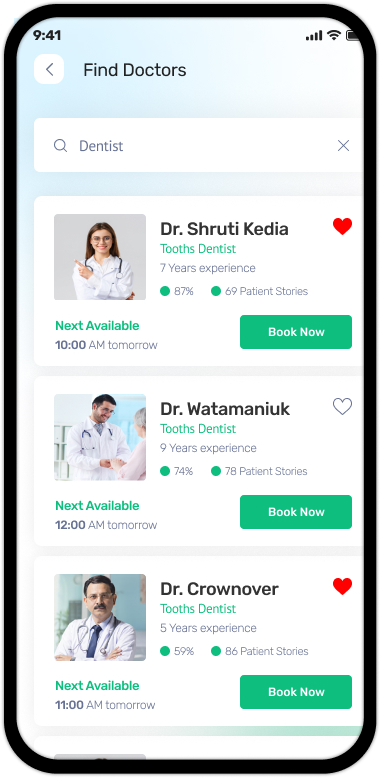 9:41
Find Doctors
Dentist
Dr. Shruti Kedia
Tooths Dentist
7 Years experience
87% 69 Patient Stories
Next Available
10:00 AM tomorrow
Book Now
Dr. Watamaniuk
Tooths Dentist
9 Years experience
74% 78 Patient Stories
Next Available
12:00 AM tomorrow
Book Now
Dr. Crownover
Tooths Dentist
5 Years experience
59% 86 Patient Stories
Next Available
11:00 AM tomorrow
Book Now